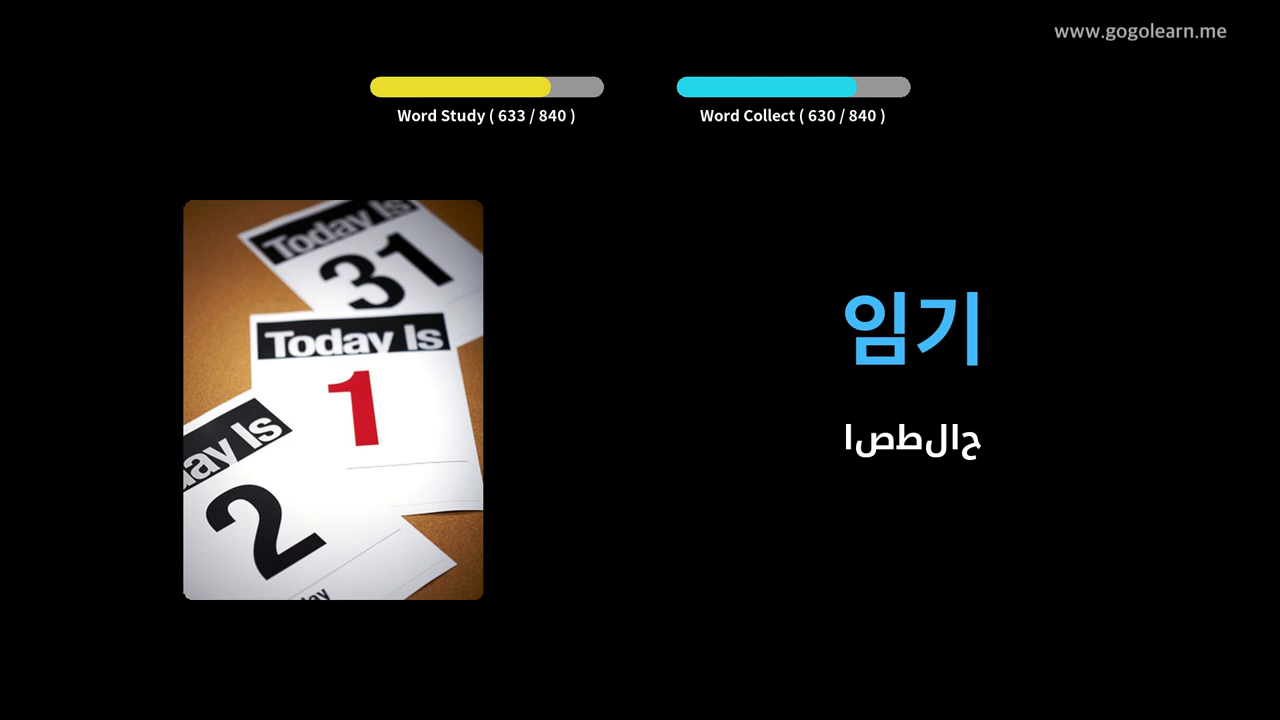 www.gogolearn.me
Word Study ( 633 / 840 )
Word Collect ( 630 / 840 )
Today Is
31
Today Is
1
ay Is
2
day
임기
اصطلاح